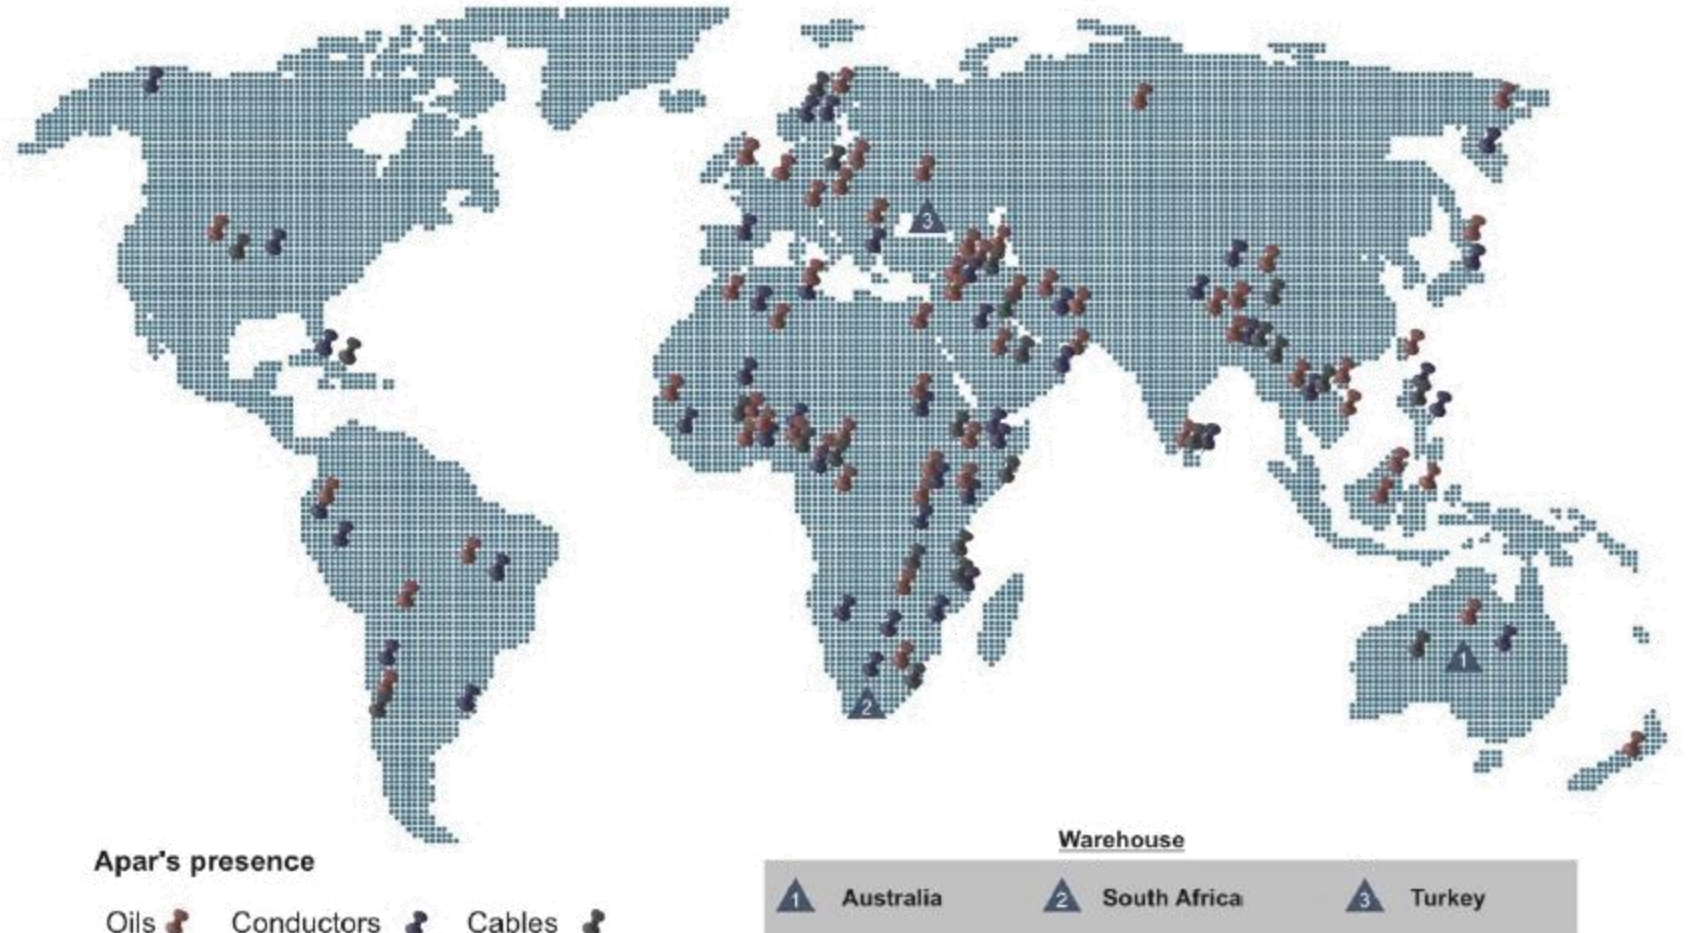 3
1
2
Apar's presence
Oils Conductors Cables
Warehouse
1 Australia 2 South Africa 3 Turkey